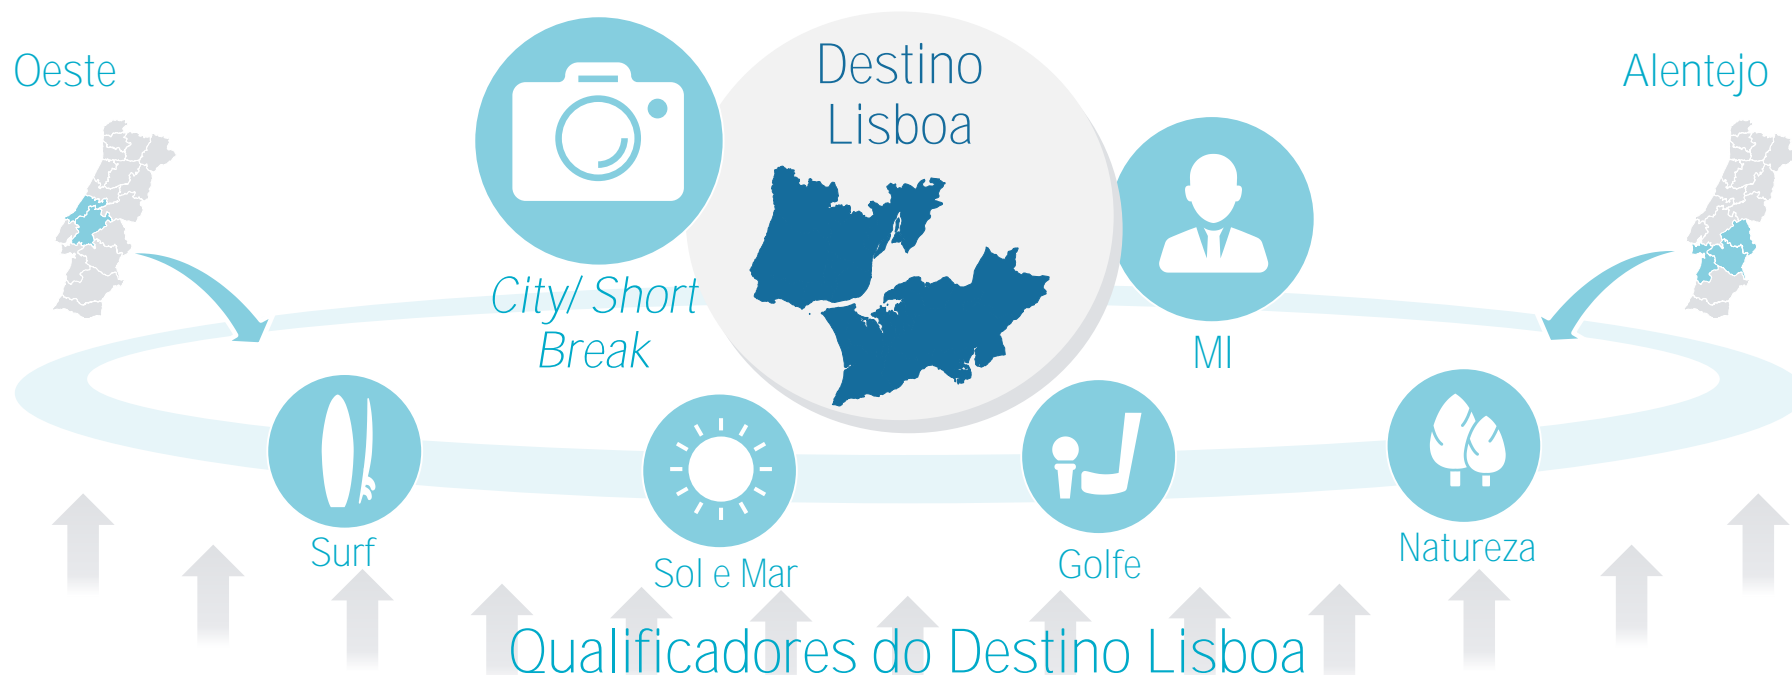 Oeste
Destino
Lisboa
Alentejo
City/ Short
Break
MI
Surf
Sol e Mar
Golfe
Natureza
Qualificadores do Destino Lisboa